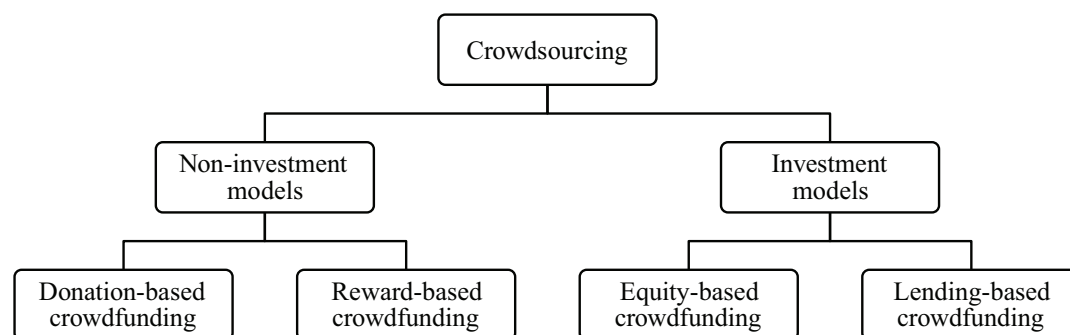 Crowdsourcing
Non-investment
models
Investment
models
Donation-based
crowdfunding
Reward-based
crowdfunding
Equity-based
crowdfunding
Lending-based
crowdfunding